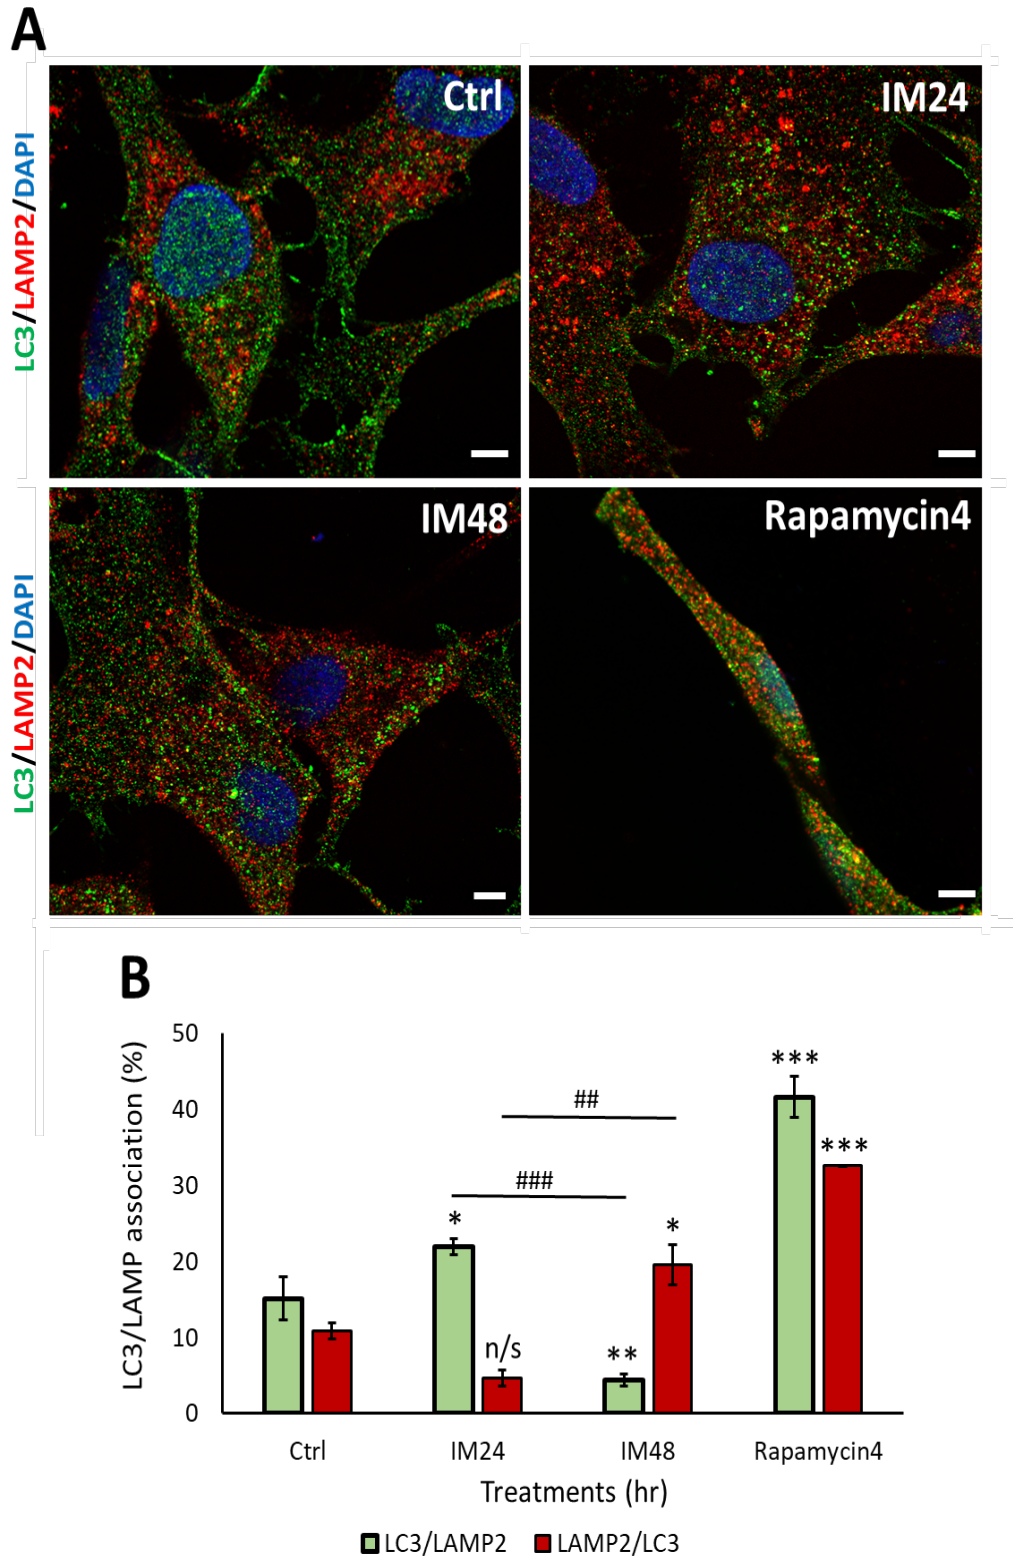 A
LC3/LAMP2/DAPI
Ctrl
IM24
LC3/LAMP2/DAPI
IM48
Rapamycin4
B
LC3/LAMP association (%)
50
40
30
20
10
0
***
***
##
###
*
*
n/s
**
Ctrl
IM24
IM48
Rapamycin4
Treatments (hr)
LC3/LAMP2
LAMP2/LC3